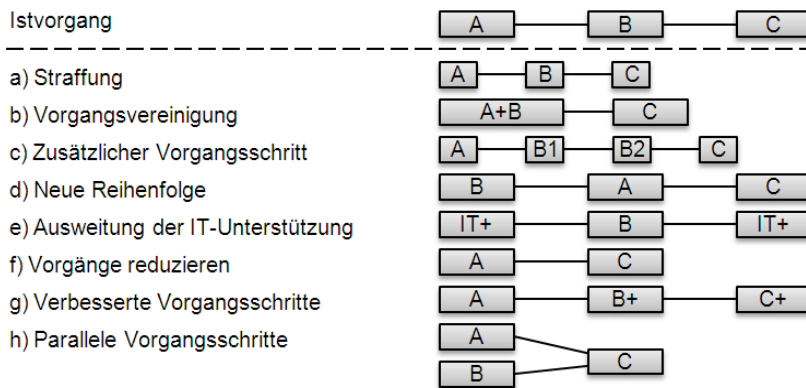 Istvorgang A B C
a) Straffung A B C
b) Vorgangsvereinigung A+B C
c) Zusätzlicher Vorgangsschritt A B1 B2 C
d) Neue Reihenfolge B A C
e) Ausweitung der IT-Unterstützung IT+ B IT+
f) Vorgänge reduzieren A C
g) Verbesserte Vorgangsschritte A B+ C+
h) Parallele Vorgangsschritte A
C
B